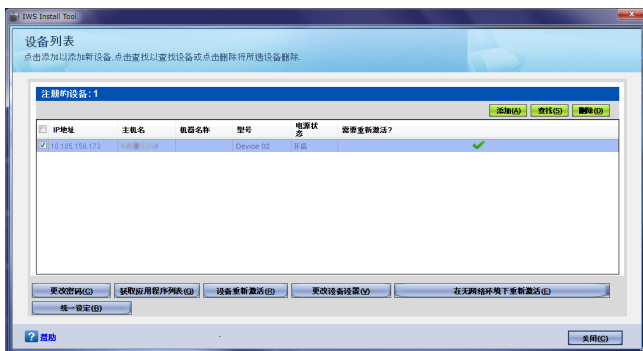 IWS Install Tool
设备列表
点击添加以添加新设备.点击查找以查找设备或点击删除将所选设备删除.
注册的设备: 1
添加(A) 查找(S) 删除(D)
IP地址 主机名 机器名称 型号 电源状态 需要重新激活?
10.105.158.173 Device 02 开启
更改密码(C) 获取应用程序列表(G) 设备重新激活(R) 更改设备设置(V) 在无网络环境下重新激活(E)
统一设定(B)
帮助
关闭(C)